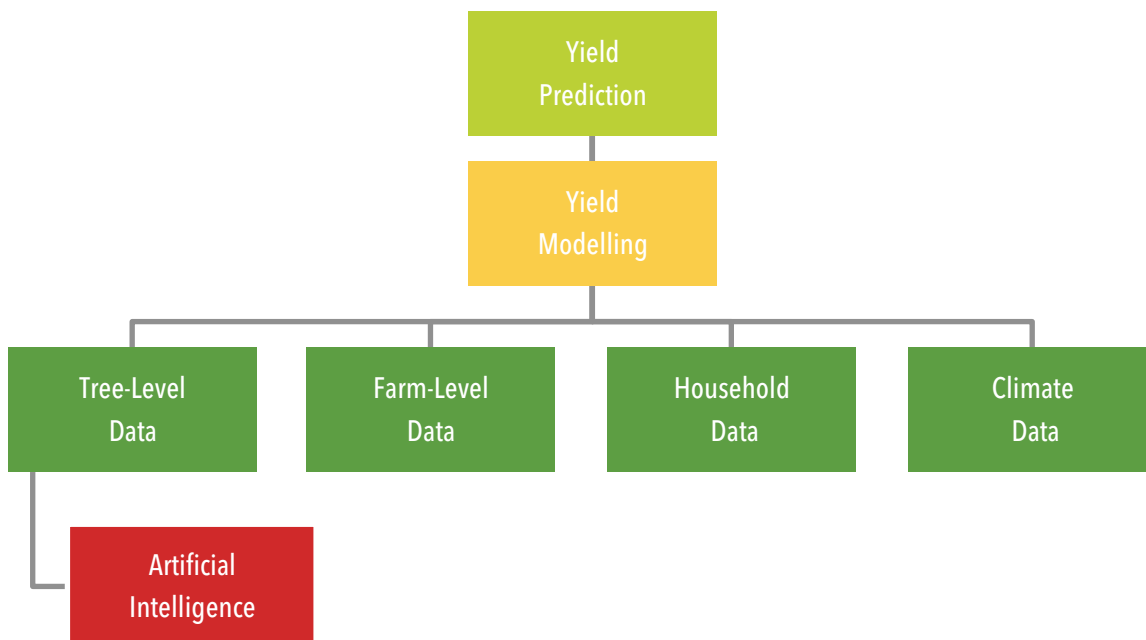 Yield
Prediction
Yield
Modelling
Tree-Level
Data
Farm-Level
Data
Household
Data
Climate
Data
Artificial
Intelligence